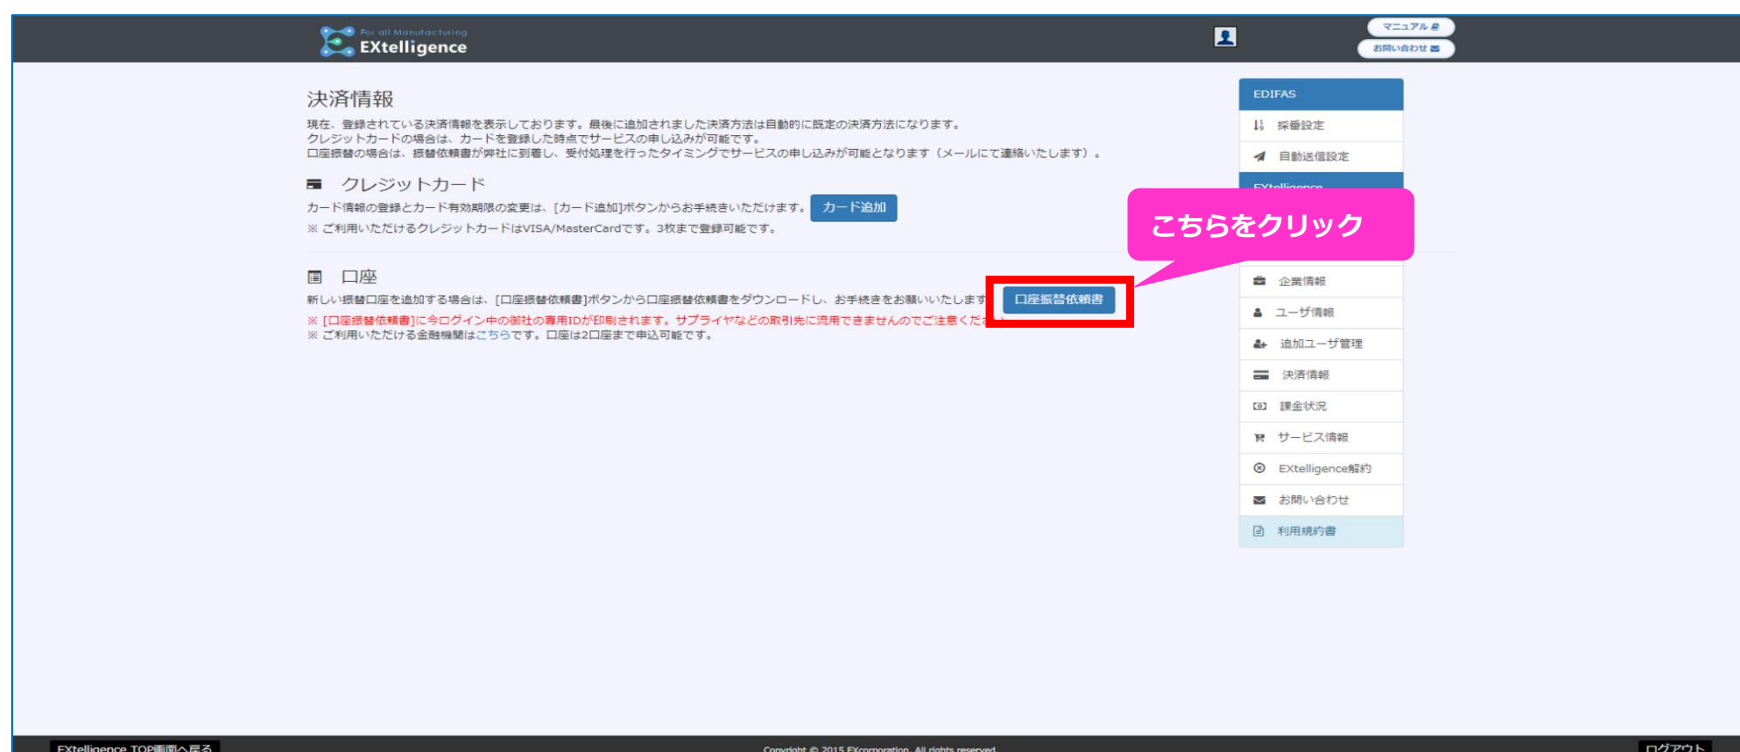 For all Manufacturing
EXtelligence
マニュアル
お問い合わせ
決済情報
現在、登録されている決済情報を表示しております。最後に追加されました決済方法は自動的に既定の決済方法になります。
クレジットカードの場合は、カードを登録した時点でサービスの申し込みが可能です。
口座振替の場合は、振替依頼書が弊社に到着し、受付処理を行ったタイミングでサービスの申し込みが可能となります（メールにて連絡いたします）。
クレジットカード
カード情報の登録とカード有効期限の変更は、[カード追加]ボタンからお手続きいただけます。 カード追加
※ ご利用いただけるクレジットカードはVISA/MasterCardです。3枚まで登録可能です。
口座
新しい振替口座を追加する場合は、[口座振替依頼書]ボタンから口座振替依頼書をダウンロードし、お手続きをお願いいたします 口座振替依頼書
※ [口座振替依頼書]に今ログイン中の御社の専用IDが印刷されます。サプライヤなどの取引先に流用できませんのでご注意くださ
※ ご利用いただける金融機関はこちらです。口座は2口座まで申込可能です。
こちらをクリック
EDIFAS
採番設定
自動送信設定
EXtelligence
企業情報
ユーザ情報
追加ユーザ管理
決済情報
課金状況
サービス情報
EXtelligence解約
お問い合わせ
利用規約書
EXtelligence TOP画面へ戻る
Copyright © 2015 EXcorporation. All rights reserved.
ログアウト